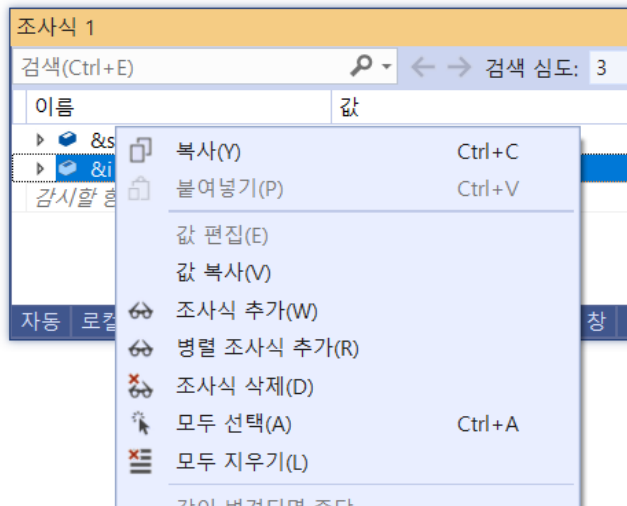 조사식 1
검색(Ctrl+E) 검색 심도: 3
이름 값
&s
&i
감시할
복사(Y) Ctrl+C
붙여넣기(P) Ctrl+V
값 편집(E)
값 복사(V)
조사식 추가(W)
병렬 조사식 추가(R)
조사식 삭제(D)
모두 선택(A) Ctrl+A
모두 지우기(L)
자동 로컬 창